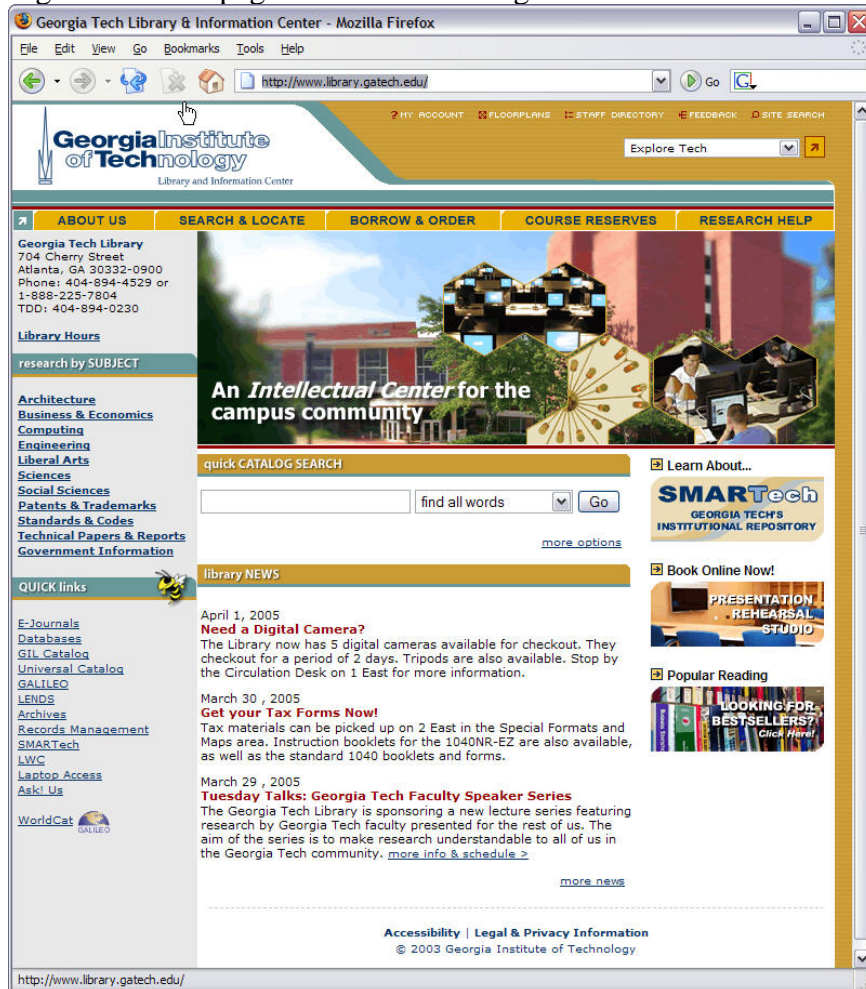 Georgia Tech Library & Information Center - Mozilla Firefox
File Edit View Go Bookmarks Tools Help
http://www.library.gatech.edu/ Go
? MY ACCOUNT FLOORPLANS STAFF DIRECTORY FEEDBACK SITE SEARCH
Georgia Institute
of Technology
Library and Information Center
Explore Tech
ABOUT US SEARCH & LOCATE BORROW & ORDER COURSE RESERVES RESEARCH HELP
Georgia Tech Library
704 Cherry Street
Atlanta, GA 30332-0900
Phone: 404-894-4529 or
1-888-225-7804
TDD: 404-894-0230
Library Hours
research by SUBJECT
Architecture
Business & Economics
Computing
Engineering
Liberal Arts
Sciences
Social Sciences
Patents & Trademarks
Standards & Codes
Technical Papers & Reports
Government Information
QUICK links
E-Journals
Databases
GIL Catalog
Universal Catalog
GALILEO
LENDS
Archives
Records Management
SMARTech
LWC
Laptop Access
Ask! Us
WorldCat GALILEO
An Intellectual Center for the
campus community
quick CATALOG SEARCH
find all words Go
more options
library NEWS
April 1, 2005
Need a Digital Camera?
The Library now has 5 digital cameras available for checkout. They
checkout for a period of 2 days. Tripods are also available. Stop by
the Circulation Desk on 1 East for more information.
March 30 , 2005
Get your Tax Forms Now!
Tax materials can be picked up on 2 East in the Special Formats and
Maps area. Instruction booklets for the 1040NR-EZ are also available,
as well as the standard 1040 booklets and forms.
March 29 , 2005
Tuesday Talks: Georgia Tech Faculty Speaker Series
The Georgia Tech Library is sponsoring a new lecture series featuring
research by Georgia Tech faculty presented for the rest of us. The
aim of the series is to make research understandable to all of us in
the Georgia Tech community. more info & schedule >
more news
Learn About...
SMARTech
GEORGIA TECH'S
INSTITUTIONAL REPOSITORY
Book Online Now!
PRESENTATION
REHEARSAL
STUDIO
Popular Reading
LOOKING FOR
BESTSELLERS?
Click Here!
Accessibility | Legal & Privacy Information
© 2003 Georgia Institute of Technology
http://www.library.gatech.edu/